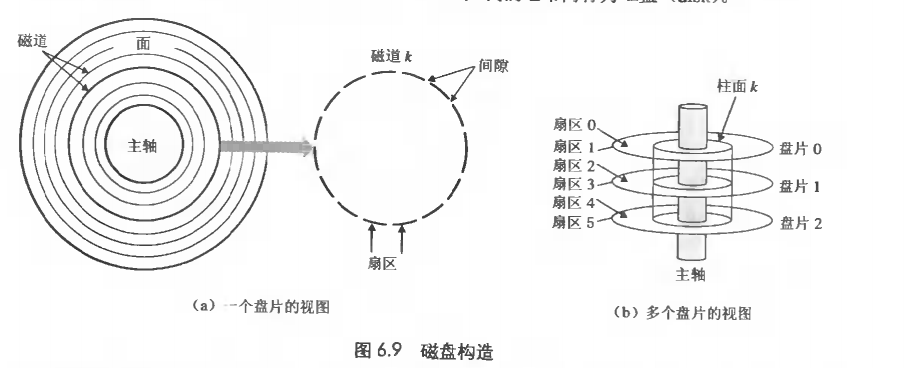 盘（disk）。
磁道
面
主轴
磁道 k
间隙
扇区
（a）一个盘片的视图
柱面 k
扇区 0
扇区 1
扇区 2
扇区 3
扇区 4
扇区 5
盘片 0
盘片 1
盘片 2
主轴
（b）多个盘片的视图
图 6.9 磁盘构造